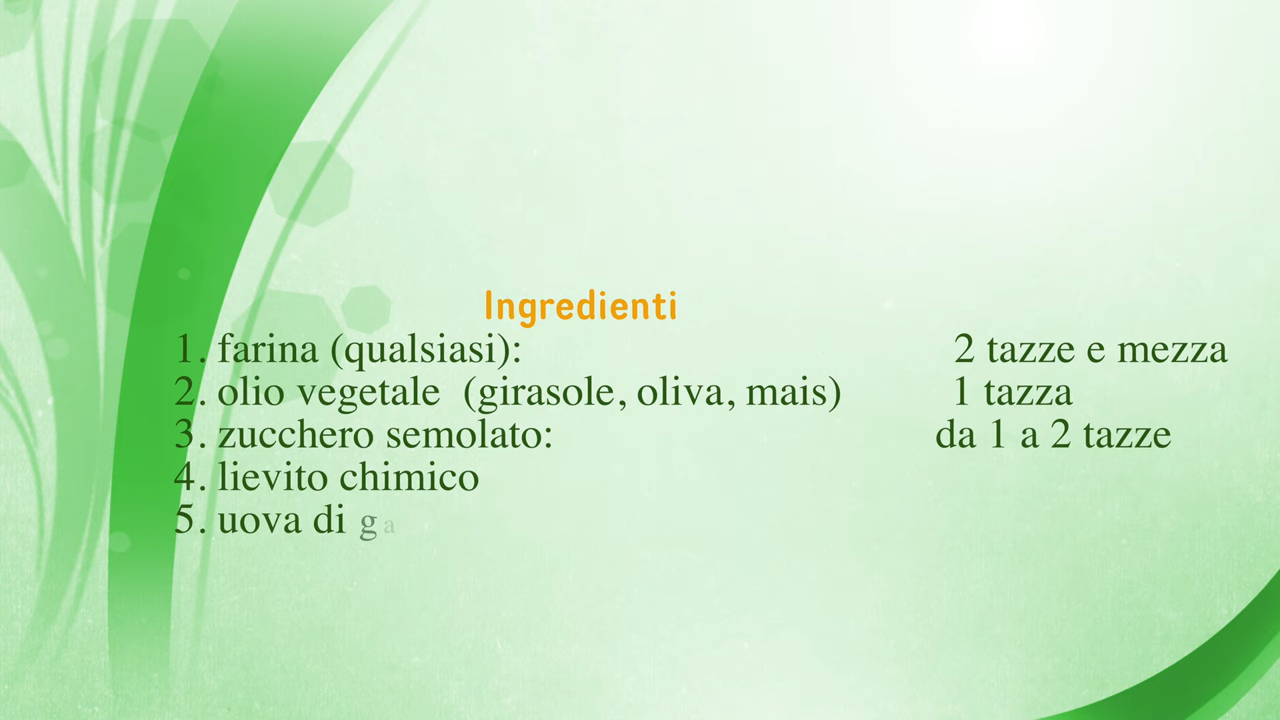 Ingredienti
1. farina (qualsiasi): 2 tazze e mezza
2. olio vegetale (girasole, oliva, mais) 1 tazza
3. zucchero semolato: da 1 a 2 tazze
4. lievito chimico
5. uova di ga